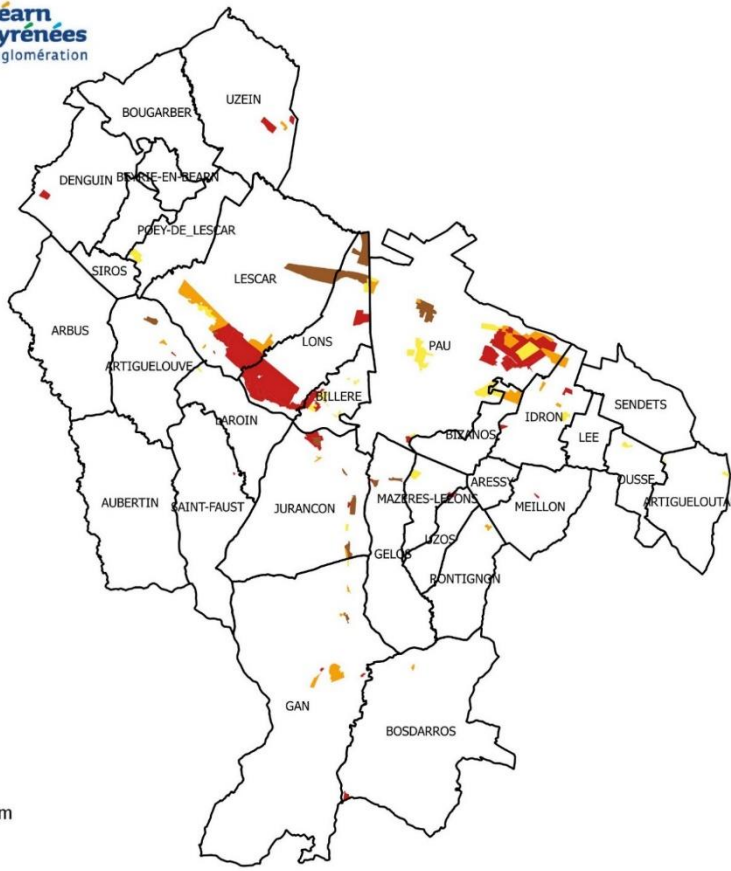 éarn
yrénées
glomération
UZEIN
BOUGARBER
DENGUIN
BEYRIE-EN-BEARN
POEY-DE_LESCAR
SIROS
LESCAR
ARBUS
LONS
PAU
ARTIGUELOUVE
BILLERE
IDRON
SENDETS
LAROIN
BIZANOS
LEE
AUBERTIN
SAINT-FAUST
JURANCON
MAZERES-LEZONS
ARESSY
MEILLON
OUSSE
ARTIGUELOUTA
UZOS
GELOS
RONTIGNON
GAN
BOSDARROS
m